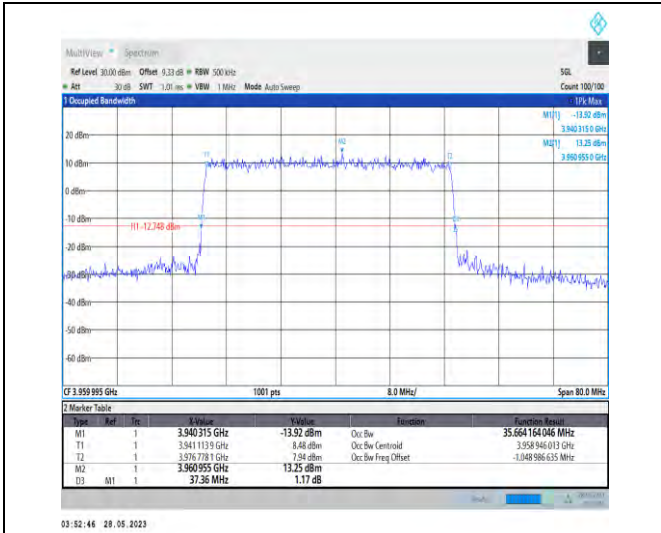 MultiView Spectrum
Ref Level 30.00 dBm Offset 9.33 dB RBW 500 kHz SGL
Att 30 dB SWT 1.01 ms VBW 1 MHz Mode Auto Sweep Count 100/100
1 Occupied Bandwidth 1Pk Max
M1[1] -13.92 dBm
3.940315 0 GHz
M2[1] 13.25 dBm
3.960 955 0 GHz
20 dBm
M2
T1 T2
10 dBm
0 dBm
-10 dBm
M1 D3
H1 -12.748 dBm
-20 dBm
-30 dBm
-40 dBm
-50 dBm
-60 dBm
CF 3.959 995 GHz 1001 pts 8.0 MHz/ Span 80.0 MHz
2 Marker Table
Type Ref Trc X-Value Y-Value Function Function Result
M1 1 3.940 315 GHz -13.92 dBm Occ Bw 35.664 164 046 MHz
T1 1 3.941 113 9 GHz 8.48 dBm Occ Bw Centroid 3.958 946 013 GHz
T2 1 3.976 778 1 GHz 7.94 dBm Occ Bw Freq Offset -1.048 986 635 MHz
M2 1 3.960 955 GHz 13.25 dBm
D3 M1 1 37.36 MHz 1.17 dB
03:52:46 28.05.2023